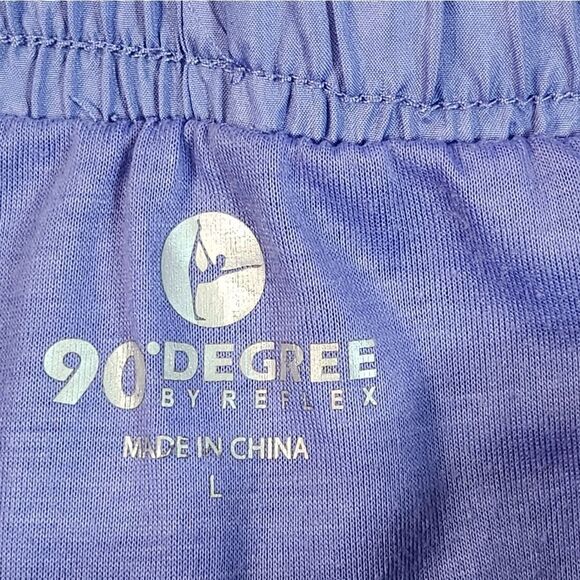 90° DEGREE
BY REFLEX
MADE IN CHINA
L